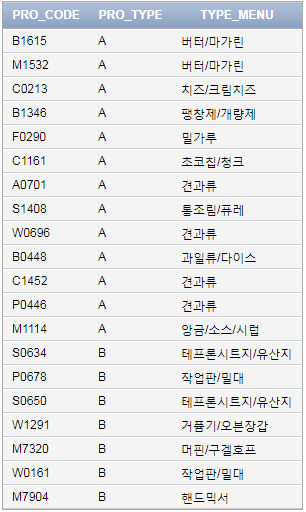 PRO_CODE PRO_TYPE TYPE_MENU
B1615 A 버터/마가린
M1532 A 버터/마가린
C0213 A 치즈/크림치즈
B1346 A 팽창제/개량제
F0290 A 밀가루
C1161 A 초코칩/청크
A0701 A 견과류
S1408 A 통조림/퓨레
W0696 A 견과류
B0448 A 과일류/다이스
C1452 A 견과류
P0446 A 견과류
M1114 A 앙금/소스/시럽
S0634 B 테프론시트지/유산지
P0678 B 작업판/밀대
S0650 B 테프론시트지/유산지
W1291 B 거품기/오븐장갑
M7320 B 머핀/구겔호프
W0161 B 작업판/밀대
M7904 B 핸드믹서